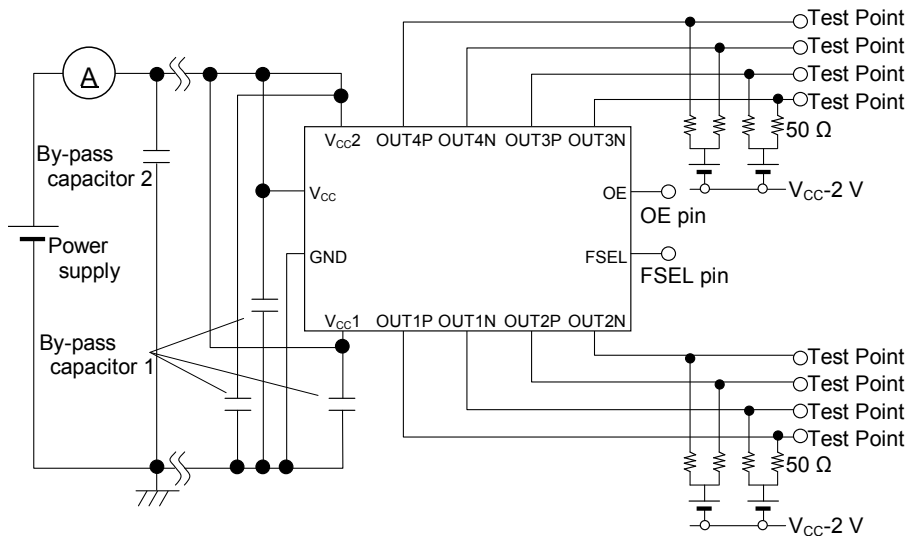 Test Point
Test Point
Test Point
Test Point
A
50 Ω
VCC2 OUT4P OUT4N OUT3P OUT3N
By-pass
capacitor 2
VCC-2 V
VCC
OE
OE pin
Power
supply
GND
FSEL
FSEL pin
VCC1 OUT1P OUT1N OUT2P OUT2N
By-pass
capacitor 1
Test Point
Test Point
Test Point
Test Point
50 Ω
VCC-2 V